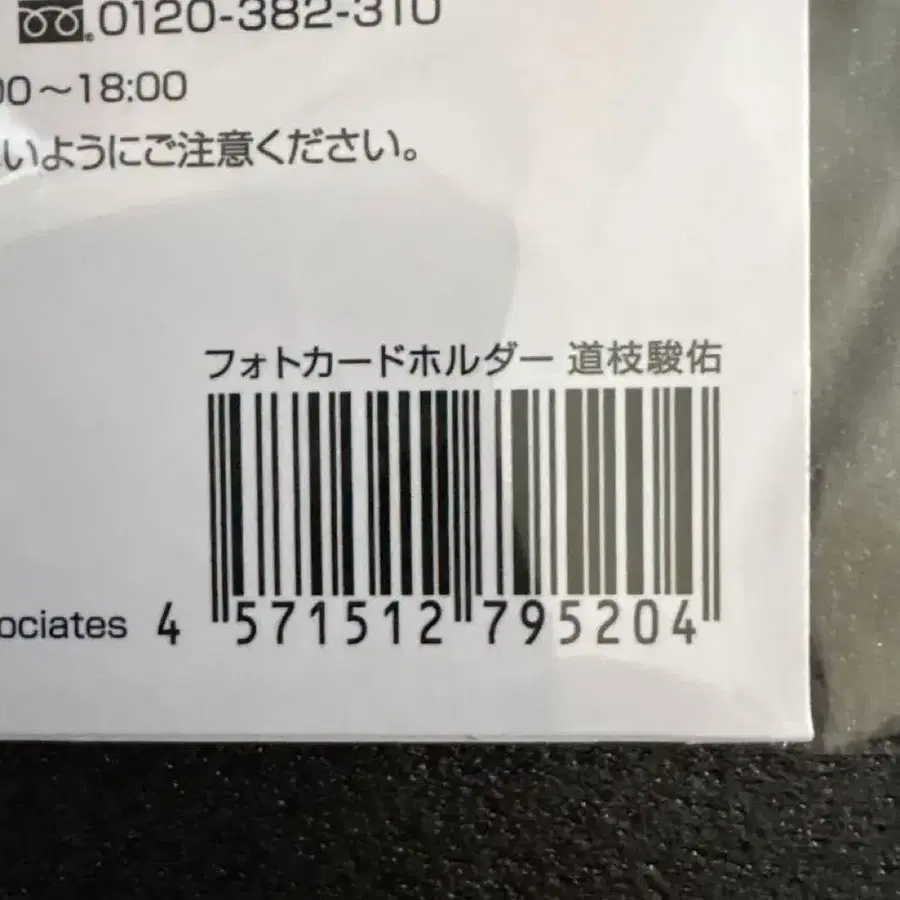 0120-382-310
00～18:00
いようにご注意ください。
フォトカードホルダー 道枝駿佑
ociates 4 571512 795204